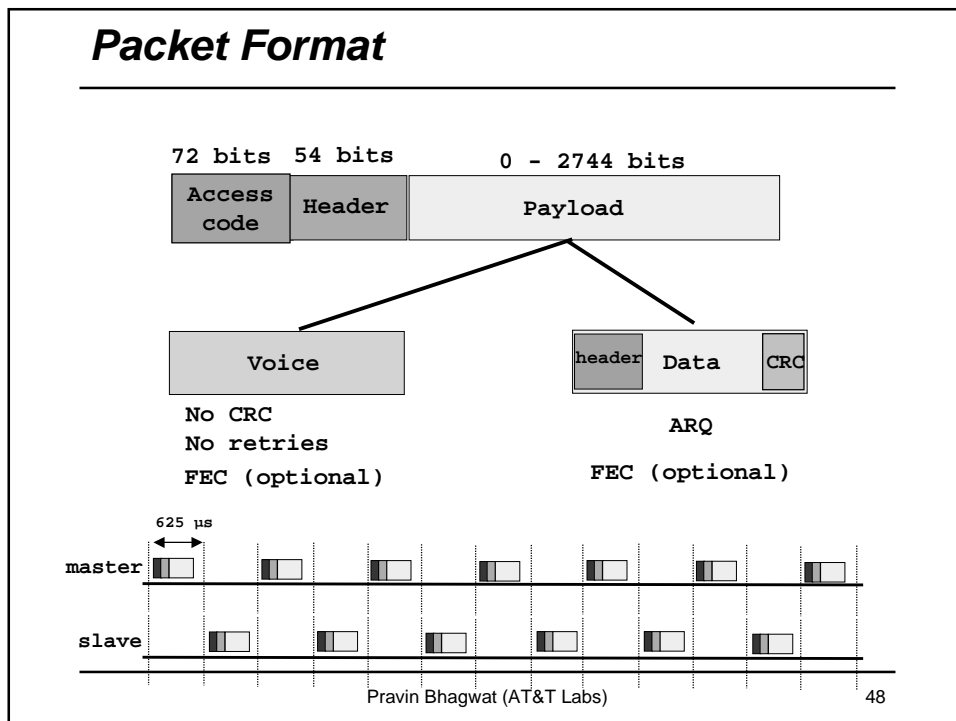 Packet Format
72 bits 54 bits 0 - 2744 bits
Access code Header Payload
Voice header Data CRC
No CRC
No retries
FEC (optional)
ARQ
FEC (optional)
625 µs
master
slave
Pravin Bhagwat (AT&T Labs) 48